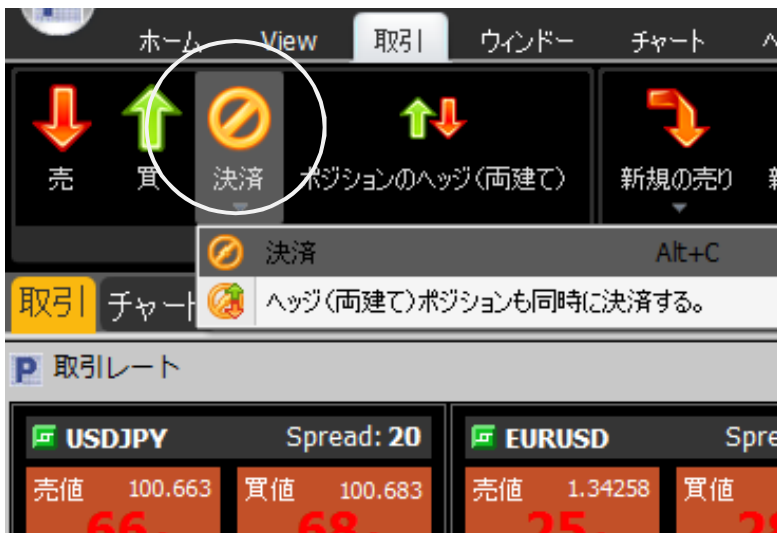 ホーム View 取引 ウィンドー チャート
売 買 決済 ポジションのヘッジ(両建て) 新規の売り
決済 Alt+C
取引 チャート ヘッジ(両建て)ポジションも同時に決済する。
P 取引レート
USDJPY Spread: 20 EURUSD
売値 100.663 買値 100.683 売値 1.34258 買値
66 68 25